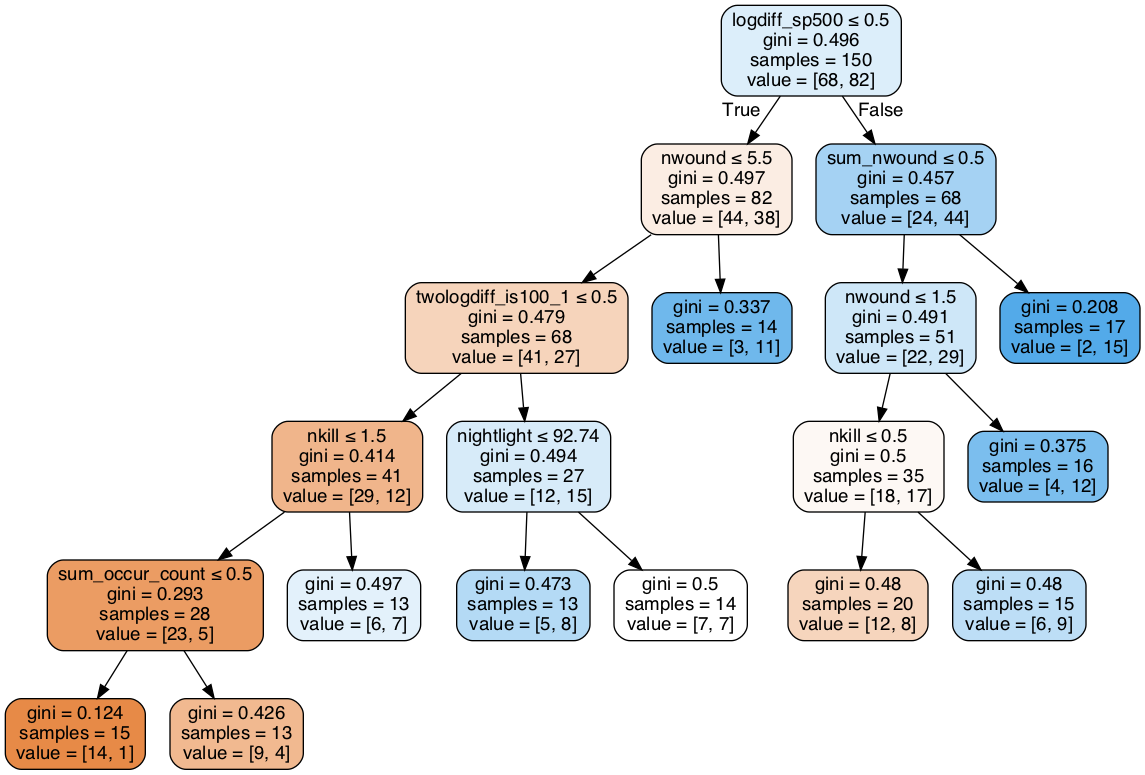 logdiff_sp500 ≤ 0.5
gini = 0.496
samples = 150
value = [68, 82]
True
False
nwound ≤ 5.5
gini = 0.497
samples = 82
value = [44, 38]
sum_nwound ≤ 0.5
gini = 0.457
samples = 68
value = [24, 44]
twologdiff_is100_1 ≤ 0.5
gini = 0.479
samples = 68
value = [41, 27]
gini = 0.337
samples = 14
value = [3, 11]
nwound ≤ 1.5
gini = 0.491
samples = 51
value = [22, 29]
gini = 0.208
samples = 17
value = [2, 15]
nkill ≤ 1.5
gini = 0.414
samples = 41
value = [29, 12]
nightlight ≤ 92.74
gini = 0.494
samples = 27
value = [12, 15]
nkill ≤ 0.5
gini = 0.5
samples = 35
value = [18, 17]
gini = 0.375
samples = 16
value = [4, 12]
sum_occur_count ≤ 0.5
gini = 0.293
samples = 28
value = [23, 5]
gini = 0.497
samples = 13
value = [6, 7]
gini = 0.473
samples = 13
value = [5, 8]
gini = 0.5
samples = 14
value = [7, 7]
gini = 0.48
samples = 20
value = [12, 8]
gini = 0.48
samples = 15
value = [6, 9]
gini = 0.124
samples = 15
value = [14, 1]
gini = 0.426
samples = 13
value = [9, 4]